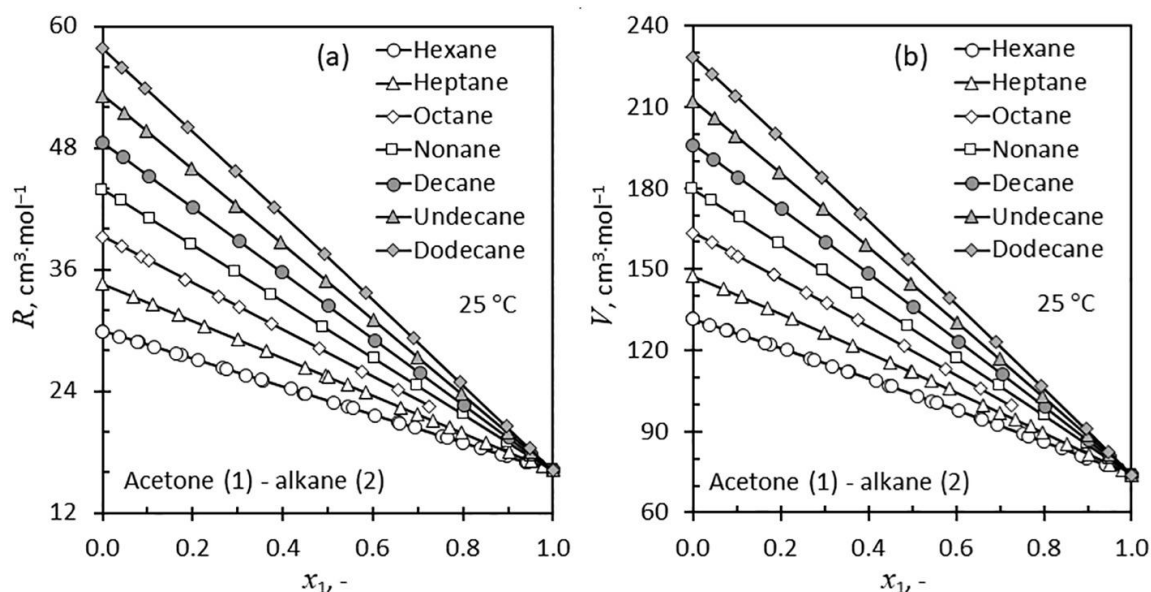 (a)
60
48
36
24
12
R, cm³·mol⁻¹
Hexane
Heptane
Octane
Nonane
Decane
Undecane
Dodecane
25 °C
Acetone (1) - alkane (2)
0.0 0.2 0.4 0.6 0.8 1.0
x₁, -
(b)
240
210
180
150
120
90
60
V, cm³·mol⁻¹
Hexane
Heptane
Octane
Nonane
Decane
Undecane
Dodecane
25 °C
Acetone (1) - alkane (2)
0.0 0.2 0.4 0.6 0.8 1.0
x₁, -